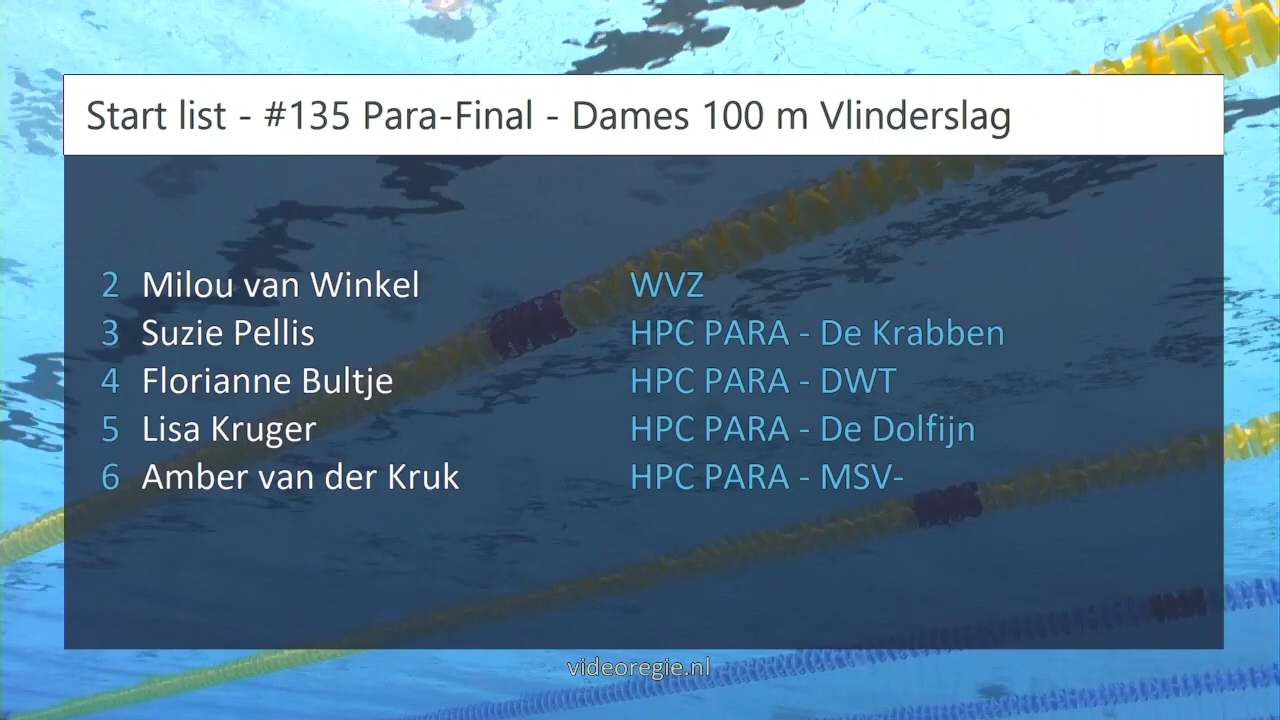 Start list - #135 Para-Final - Dames 100 m Vlinderslag
2 Milou van Winkel WVZ
3 Suzie Pellis HPC PARA - De Krabben
4 Florianne Bultje HPC PARA - DWT
5 Lisa Kruger HPC PARA - De Dolfijn
6 Amber van der Kruk HPC PARA - MSV-
videoregie.nl